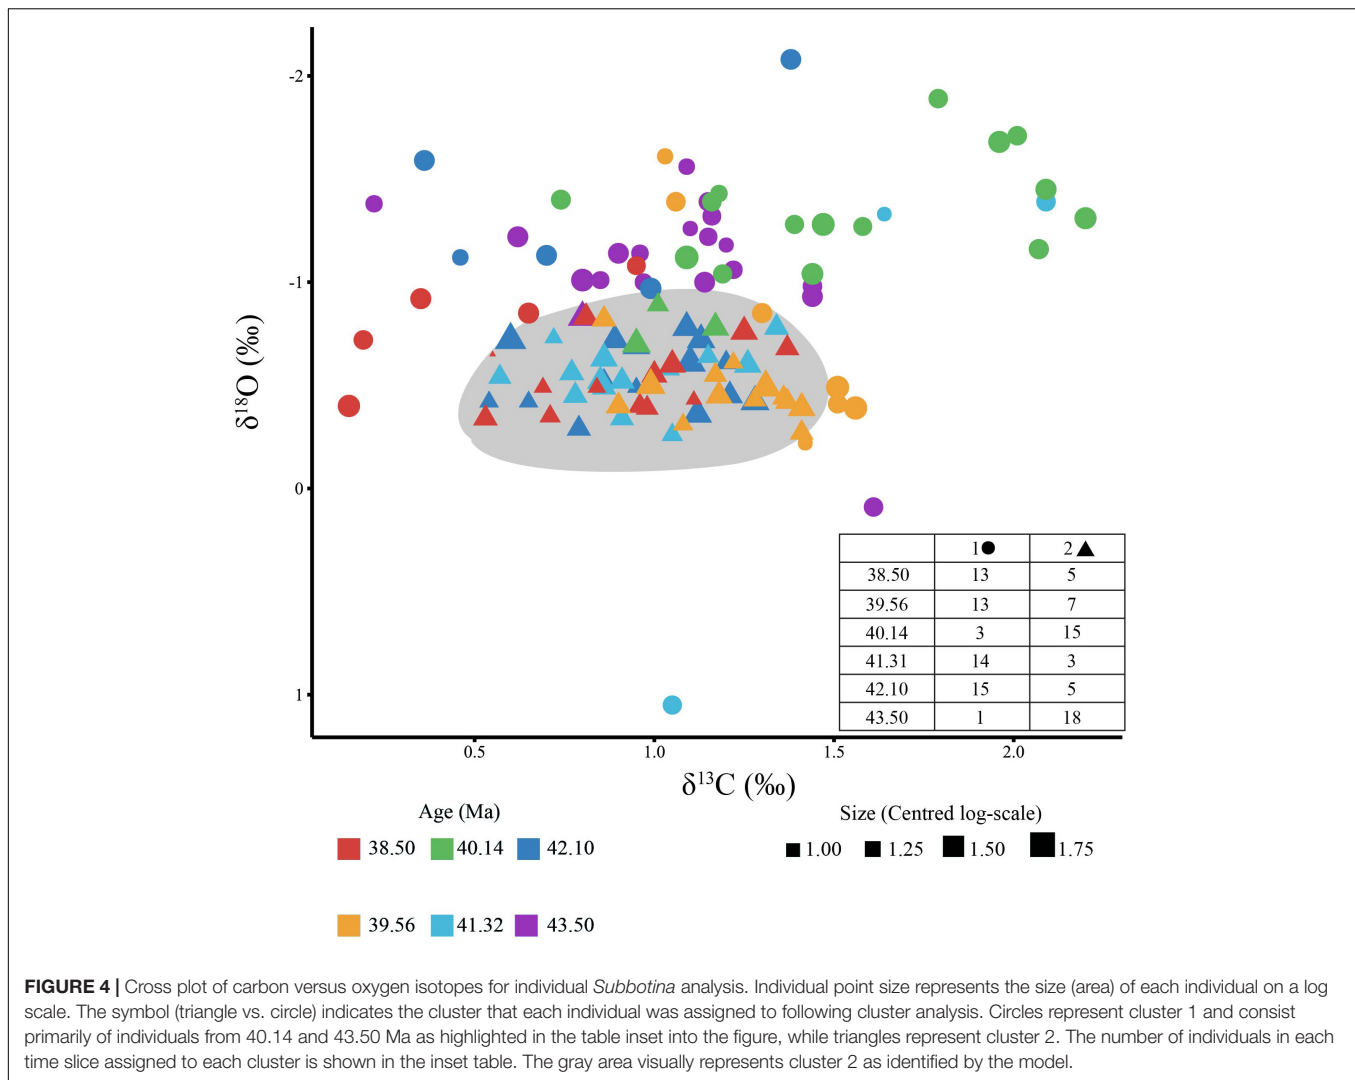 -2
-1
0
1
δ18O (‰)
0.5 1.0 1.5 2.0
δ13C (‰)
1 ● 2 ▲
38.50 13 5
39.56 13 7
40.14 3 15
41.31 14 3
42.10 15 5
43.50 1 18
Age (Ma)
38.50 40.14 42.10
39.56 41.32 43.50
Size (Centred log-scale)
1.00 1.25 1.50 1.75
FIGURE 4 | Cross plot of carbon versus oxygen isotopes for individual Subbotina analysis. Individual point size represents the size (area) of each individual on a log
scale. The symbol (triangle vs. circle) indicates the cluster that each individual was assigned to following cluster analysis. Circles represent cluster 1 and consist
primarily of individuals from 40.14 and 43.50 Ma as highlighted in the table inset into the figure, while triangles represent cluster 2. The number of individuals in each
time slice assigned to each cluster is shown in the inset table. The gray area visually represents cluster 2 as identified by the model.